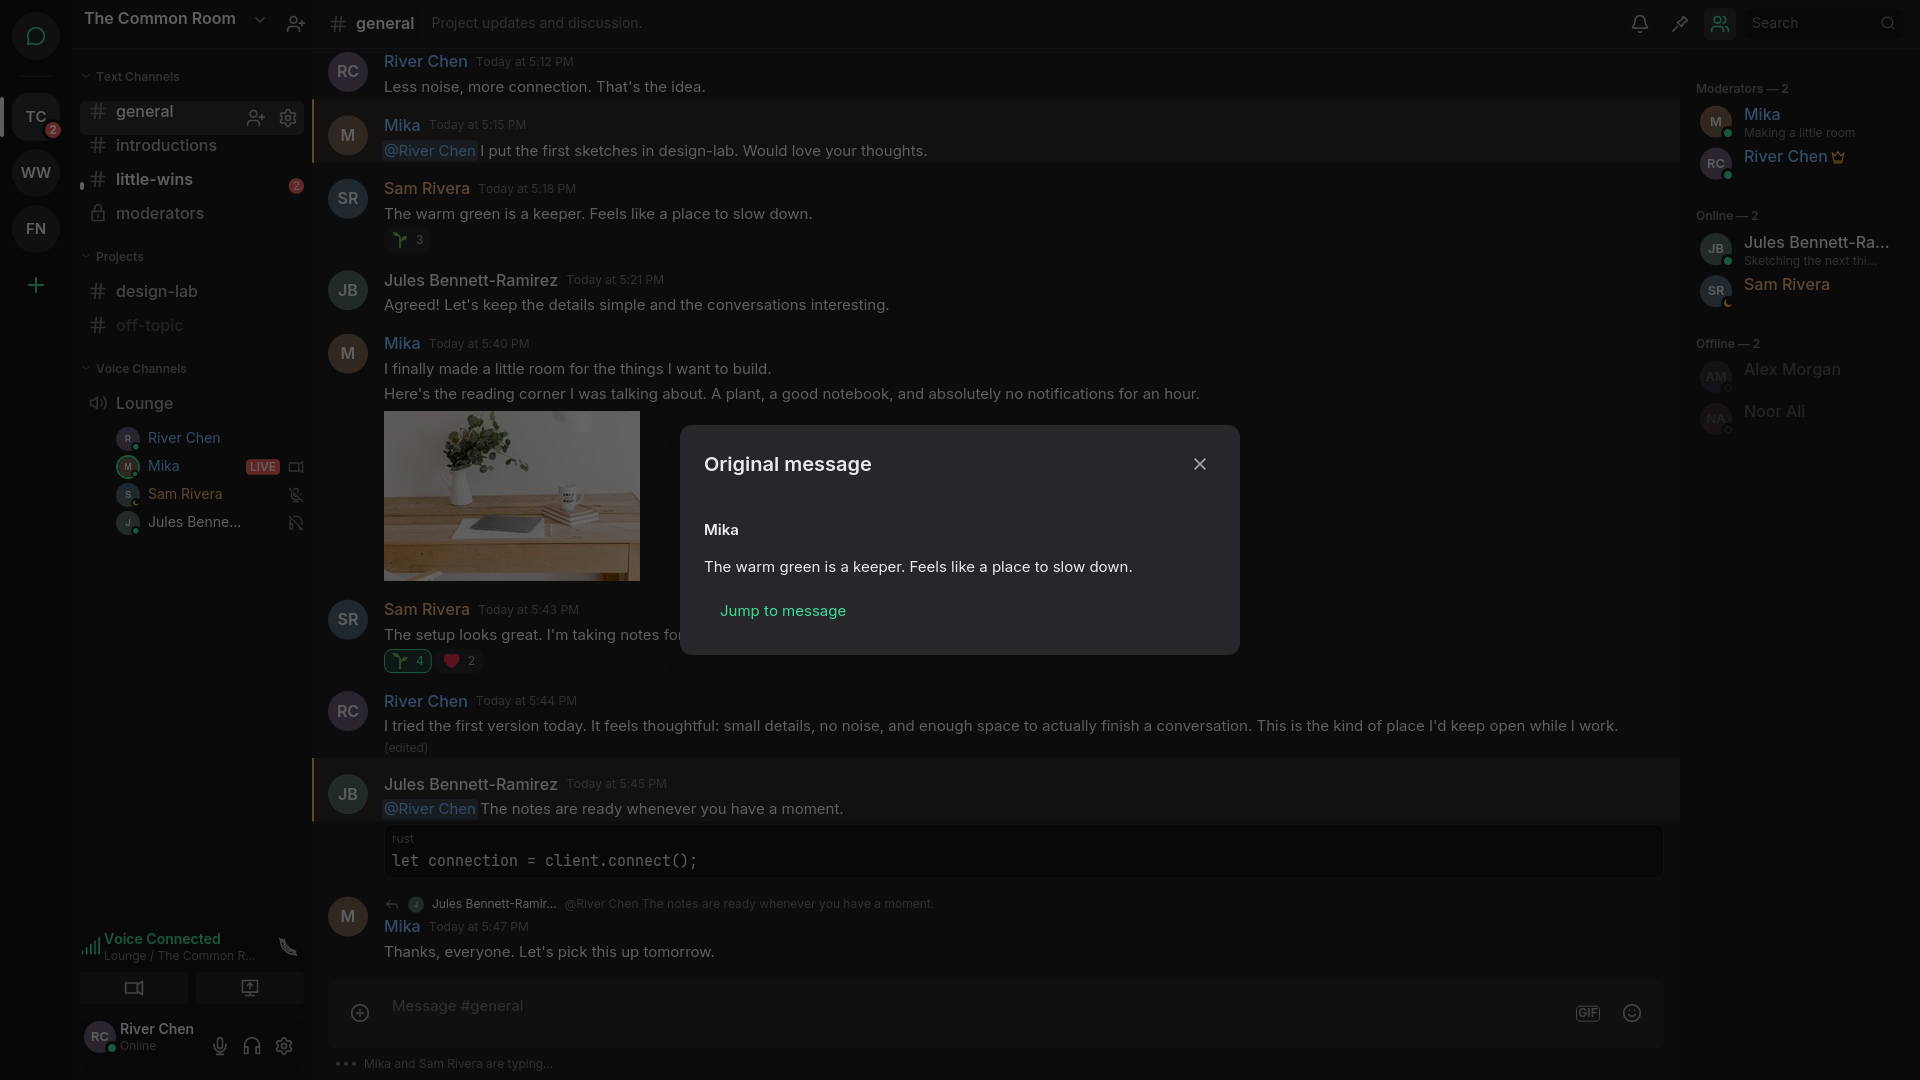 The Common Room
# general
Project updates and discussion.
Search
TC
2
WW
FN
Text Channels
general
introductions
little-wins
2
moderators
Projects
design-lab
off-topic
Voice Channels
Lounge
R
River Chen
M
Mika
LIVE
S
Sam Rivera
J
Jules Benne...
Voice Connected
Lounge / The Common R...
RC
River Chen
Online
RC
River Chen Today at 5:12 PM
Less noise, more connection. That's the idea.
M
Mika Today at 5:15 PM
@River Chen I put the first sketches in design-lab. Would love your thoughts.
SR
Sam Rivera Today at 5:18 PM
The warm green is a keeper. Feels like a place to slow down.
3
JB
Jules Bennett-Ramirez Today at 5:21 PM
Agreed! Let's keep the details simple and the conversations interesting.
M
Mika Today at 5:40 PM
I finally made a little room for the things I want to build.
Here's the reading corner I was talking about. A plant, a good notebook, and absolutely no notifications for an hour.
SR
Sam Rivera Today at 5:43 PM
The setup looks great. I'm taking notes for
4
2
RC
River Chen Today at 5:44 PM
I tried the first version today. It feels thoughtful: small details, no noise, and enough space to actually finish a conversation. This is the kind of place I'd keep open while I work.
(edited)
JB
Jules Bennett-Ramirez Today at 5:45 PM
@River Chen The notes are ready whenever you have a moment.
rust
let connection = client.connect();
J
Jules Bennett-Ramir... @River Chen The notes are ready whenever you have a moment.
M
Mika Today at 5:47 PM
Thanks, everyone. Let's pick this up tomorrow.
Message #general
GIF
Mika and Sam Rivera are typing...
Original message
Mika
The warm green is a keeper. Feels like a place to slow down.
Jump to message
Moderators — 2
M
Mika
Making a little room
RC
River Chen
Online — 2
JB
Jules Bennett-Ra...
Sketching the next thi...
SR
Sam Rivera
Offline — 2
AM
Alex Morgan
NA
Noor Ali